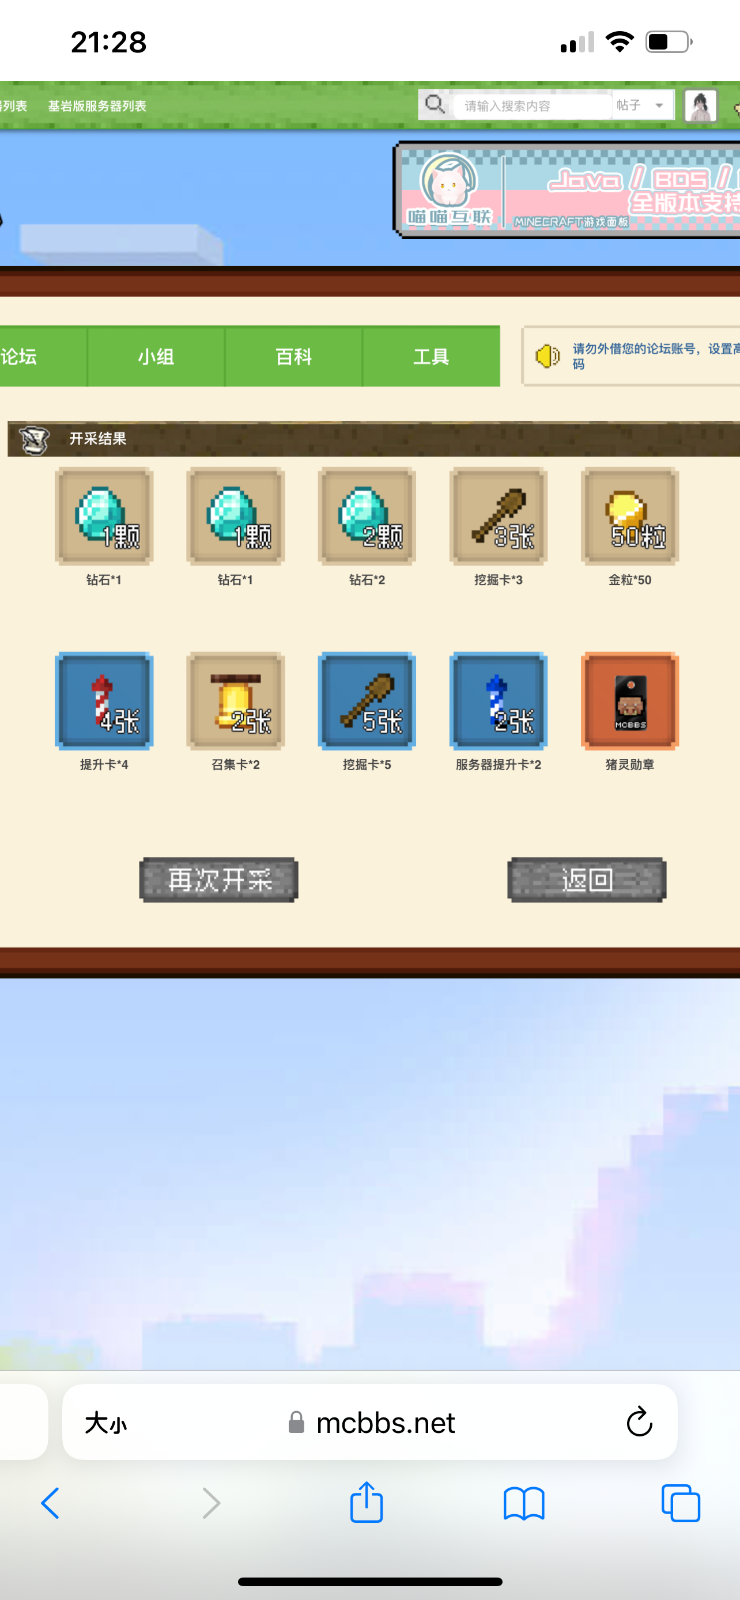 21:28
列表 基岩版服务器列表 请输入搜索内容 帖子
喵喵互联
Java / BDS /
全版本支持
MINECRAFT游戏面板
论坛 小组 百科 工具
请勿外借您的论坛账号，设置高
码
开采结果
1颗 1颗 2颗 3张 50粒
钻石*1 钻石*1 钻石*2 挖掘卡*3 金粒*50
4张 2张 5张 2张 MCBBS
提升卡*4 召集卡*2 挖掘卡*5 服务器提升卡*2 猪灵勋章
再次开采 返回
大小 mcbbs.net